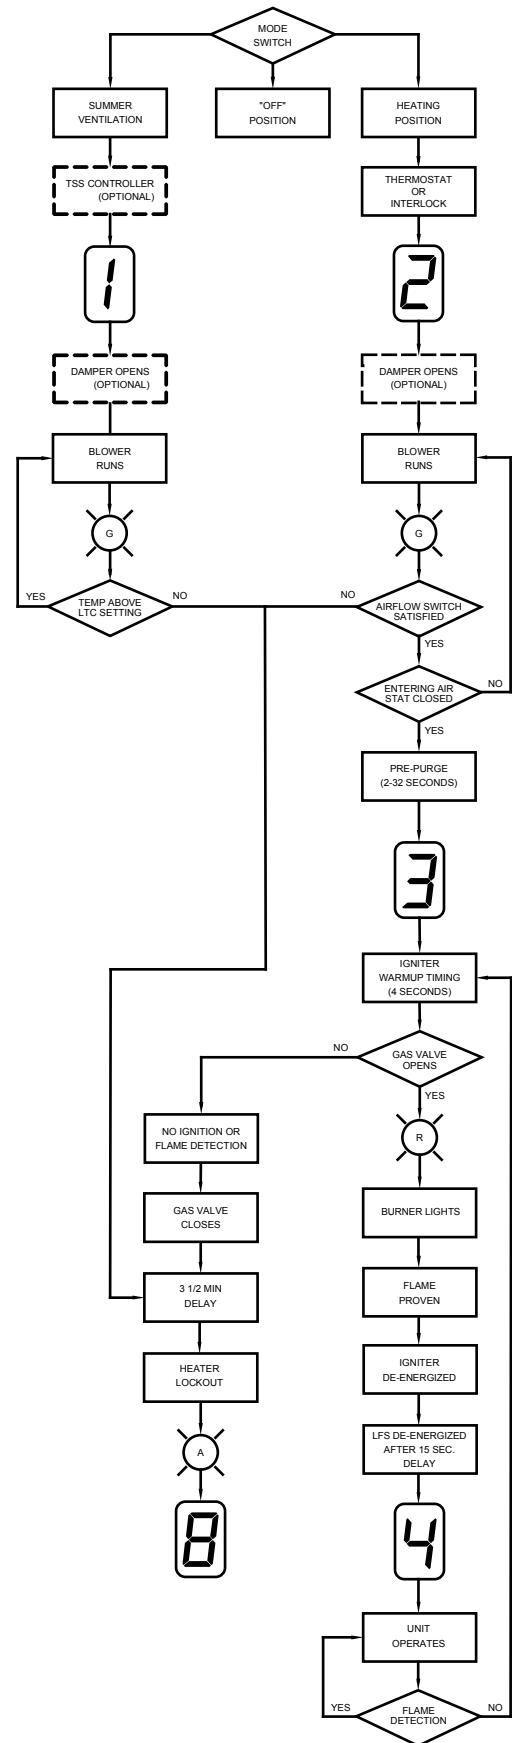 MODE
SWITCH
SUMMER
VENTILATION
"OFF"
POSITION
HEATING
POSITION
TSS CONTROLLER
(OPTIONAL)
THERMOSTAT
OR
INTERLOCK
1
2
DAMPER OPENS
(OPTIONAL)
DAMPER OPENS
(OPTIONAL)
BLOWER
RUNS
BLOWER
RUNS
G
G
YES
TEMP ABOVE
LTC SETTING
NO
NO
AIRFLOW SWITCH
SATISFIED
YES
ENTERING AIR
STAT CLOSED
NO
YES
PRE-PURGE
(2-32 SECONDS)
3
IGNITER
WARMUP TIMING
(4 SECONDS)
NO
GAS VALVE
OPENS
YES
NO IGNITION OR
FLAME DETECTION
R
GAS VALVE
CLOSES
BURNER LIGHTS
3 1/2 MIN
DELAY
FLAME
PROVEN
HEATER
LOCKOUT
IGNITER
DE-ENERGIZED
A
LFS DE-ENERGIZED
AFTER 15 SEC.
DELAY
8
4
UNIT
OPERATES
YES
FLAME
DETECTION
NO